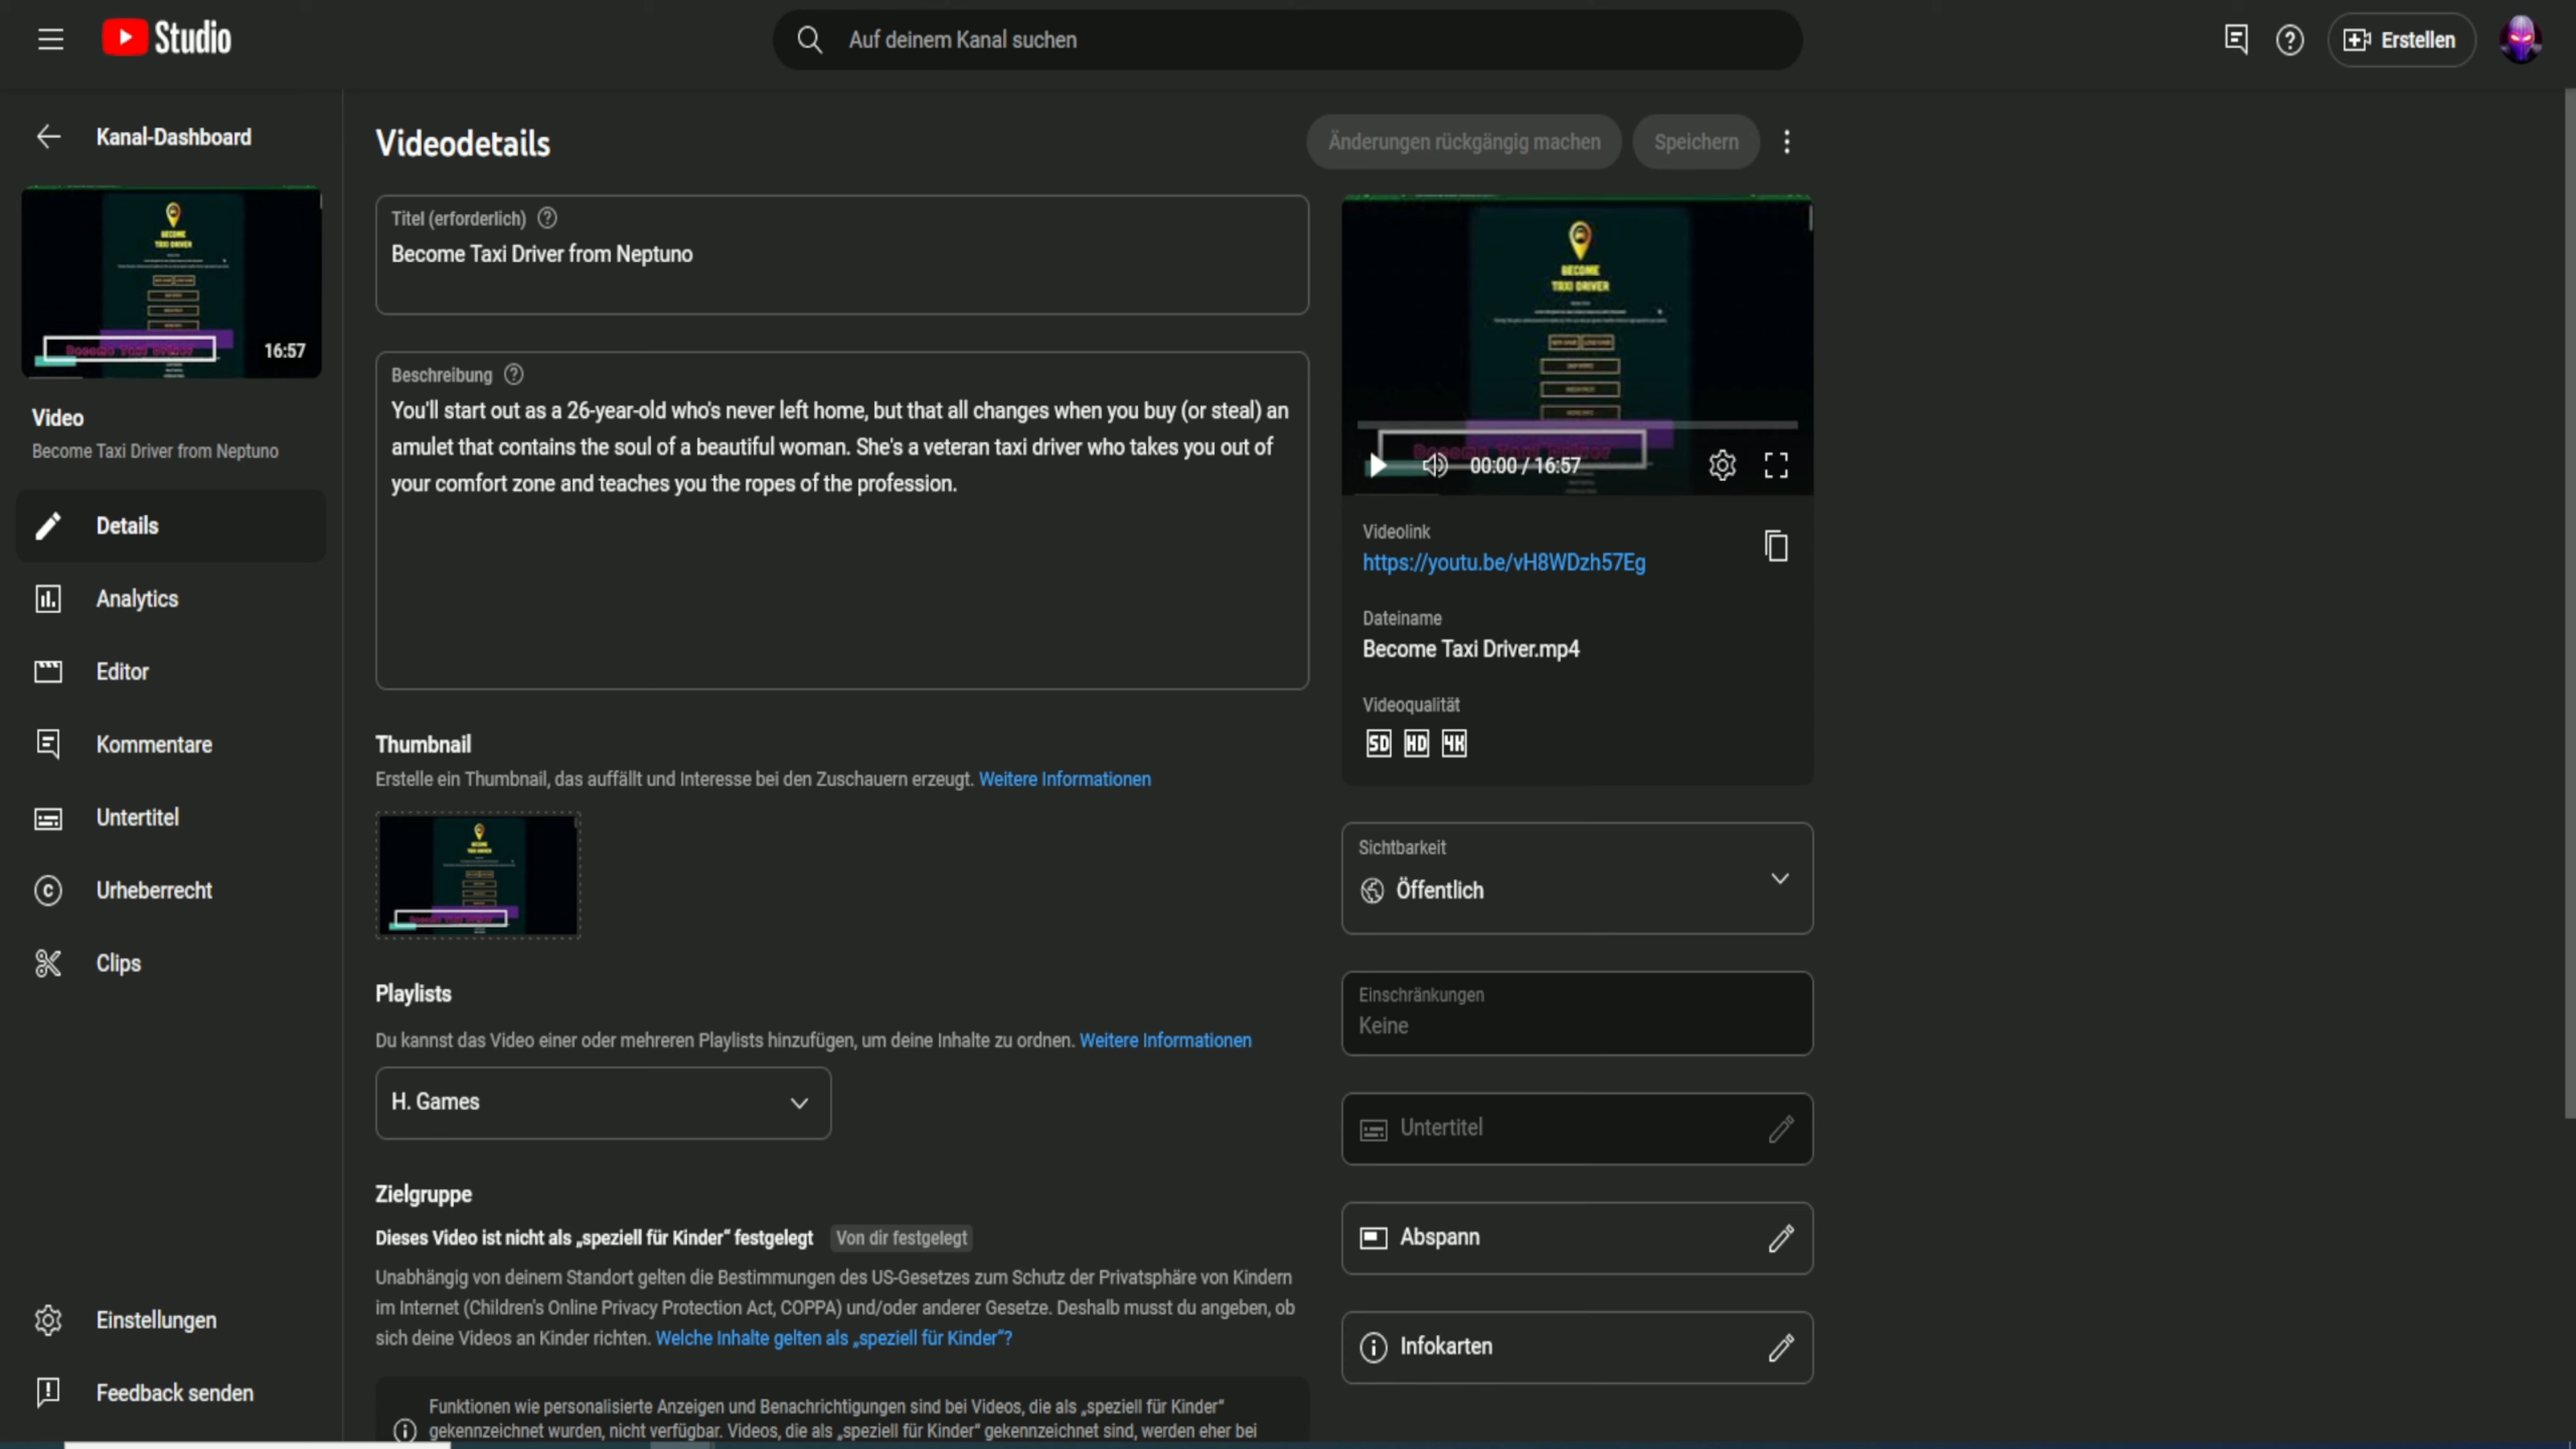 Studio
Auf deinem Kanal suchen
Erstellen
Kanal-Dashboard
BECOME
TAXI DRIVER
16:57
Video
Become Taxi Driver from Neptuno
Details
Analytics
Editor
Kommentare
Untertitel
Urheberrecht
Clips
Einstellungen
Feedback senden
Videodetails
Änderungen rückgängig machen
Speichern
Titel (erforderlich)
Become Taxi Driver from Neptuno
Beschreibung
You'll start out as a 26-year-old who's never left home, but that all changes when you buy (or steal) an
amulet that contains the soul of a beautiful woman. She's a veteran taxi driver who takes you out of
your comfort zone and teaches you the ropes of the profession.
Thumbnail
Erstelle ein Thumbnail, das auffällt und Interesse bei den Zuschauern erzeugt. Weitere Informationen
Playlists
Du kannst das Video einer oder mehreren Playlists hinzufügen, um deine Inhalte zu ordnen. Weitere Informationen
H. Games
Zielgruppe
Dieses Video ist nicht als „speziell für Kinder“ festgelegt Von dir festgelegt
Unabhängig von deinem Standort gelten die Bestimmungen des US-Gesetzes zum Schutz der Privatsphäre von Kindern
im Internet (Children's Online Privacy Protection Act, COPPA) und/oder anderer Gesetze. Deshalb musst du angeben, ob
sich deine Videos an Kinder richten. Welche Inhalte gelten als „speziell für Kinder“?
Funktionen wie personalisierte Anzeigen und Benachrichtigungen sind bei Videos, die als „speziell für Kinder“
gekennzeichnet wurden, nicht verfügbar. Videos, die als „speziell für Kinder“ gekennzeichnet sind, werden eher bei
BECOME
TAXI DRIVER
Become Taxi Driver
00:00 / 16:57
Videolink
https://youtu.be/vH8WDzh57Eg
Dateiname
Become Taxi Driver.mp4
Videoqualität
SD HD 4K
Sichtbarkeit
Öffentlich
Einschränkungen
Keine
Untertitel
Abspann
Infokarten